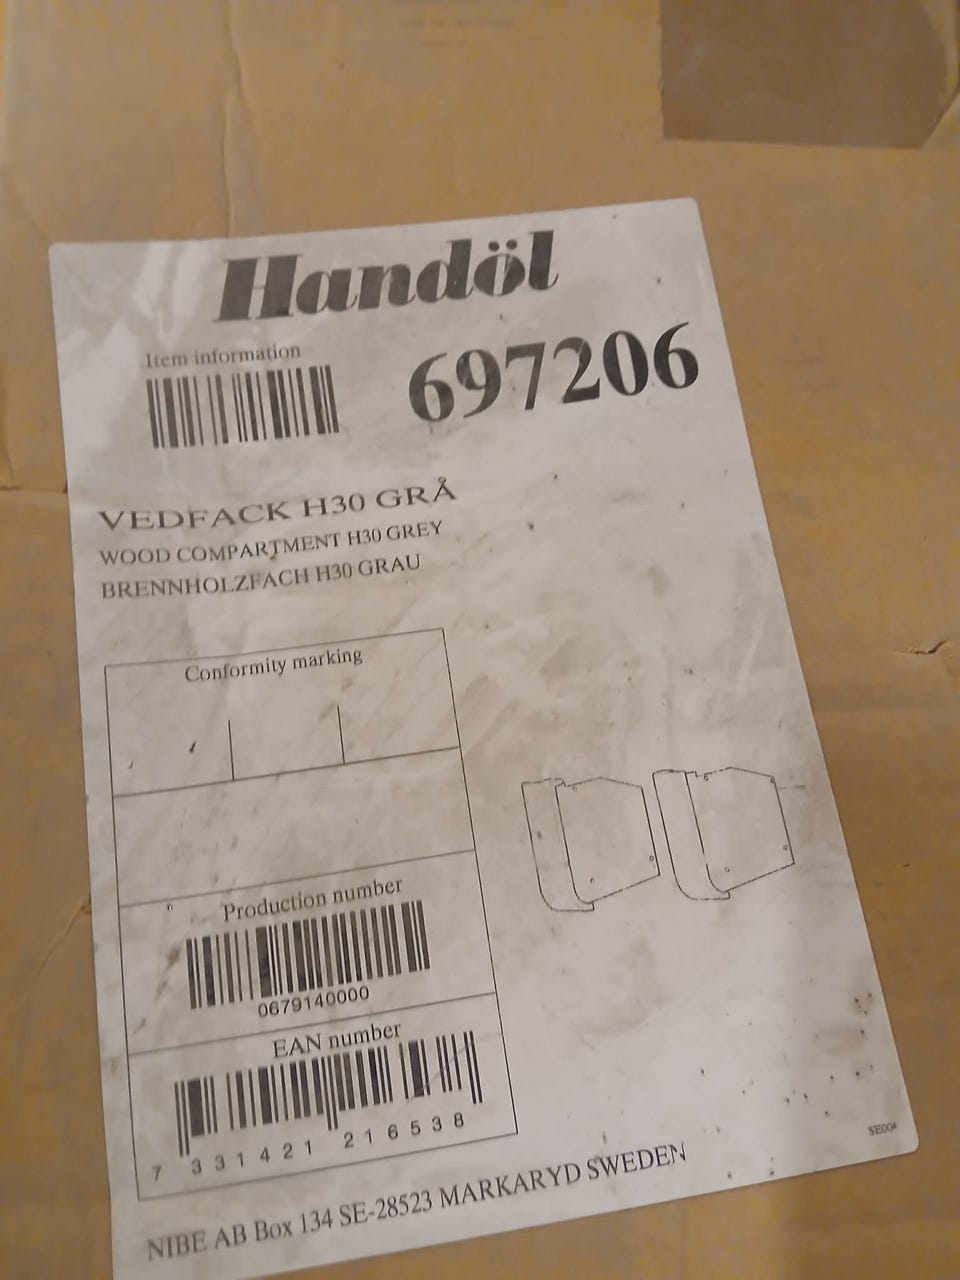 Handöl
Item information
697206
VEDFACK H30 GRÅ
WOOD COMPARTMENT H30 GREY
BRENNHOLZFACH H30 GRAU
Conformity marking
Production number
0679140000
EAN number
7 331421 216538
NIBE AB Box 134 SE-28523 MARKARYD SWEDEN